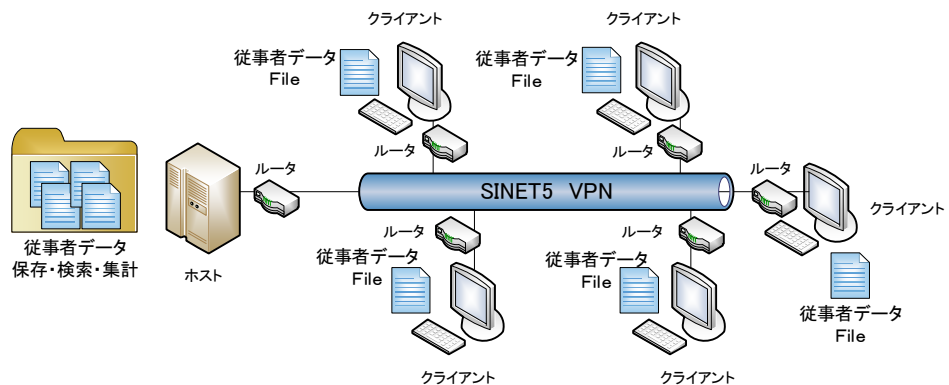 クライアント
クライアント
従事者データ
File
従事者データ
File
ルータ
ルータ
ルータ
ルータ
SINET5 VPN
クライアント
従事者データ
保存・検索・集計
ホスト
ルータ
ルータ
従事者データ
File
従事者データ
File
従事者データ
File
クライアント
クライアント